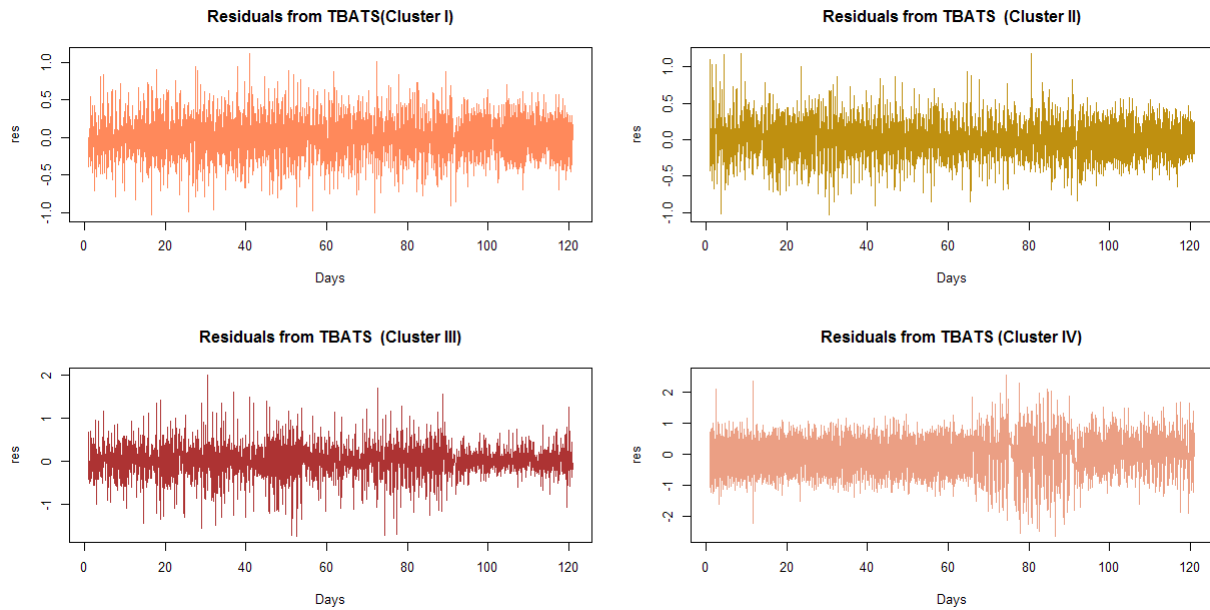 Residuals from TBATS(Cluster I)
res
1.0
0.5
0.0
-0.5
-1.0
0 20 40 60 80 100 120
Days
Residuals from TBATS (Cluster II)
res
1.0
0.5
0.0
-0.5
-1.0
0 20 40 60 80 100 120
Days
Residuals from TBATS (Cluster III)
res
2
1
0
-1
0 20 40 60 80 100 120
Days
Residuals from TBATS (Cluster IV)
res
2
1
0
-1
-2
0 20 40 60 80 100 120
Days